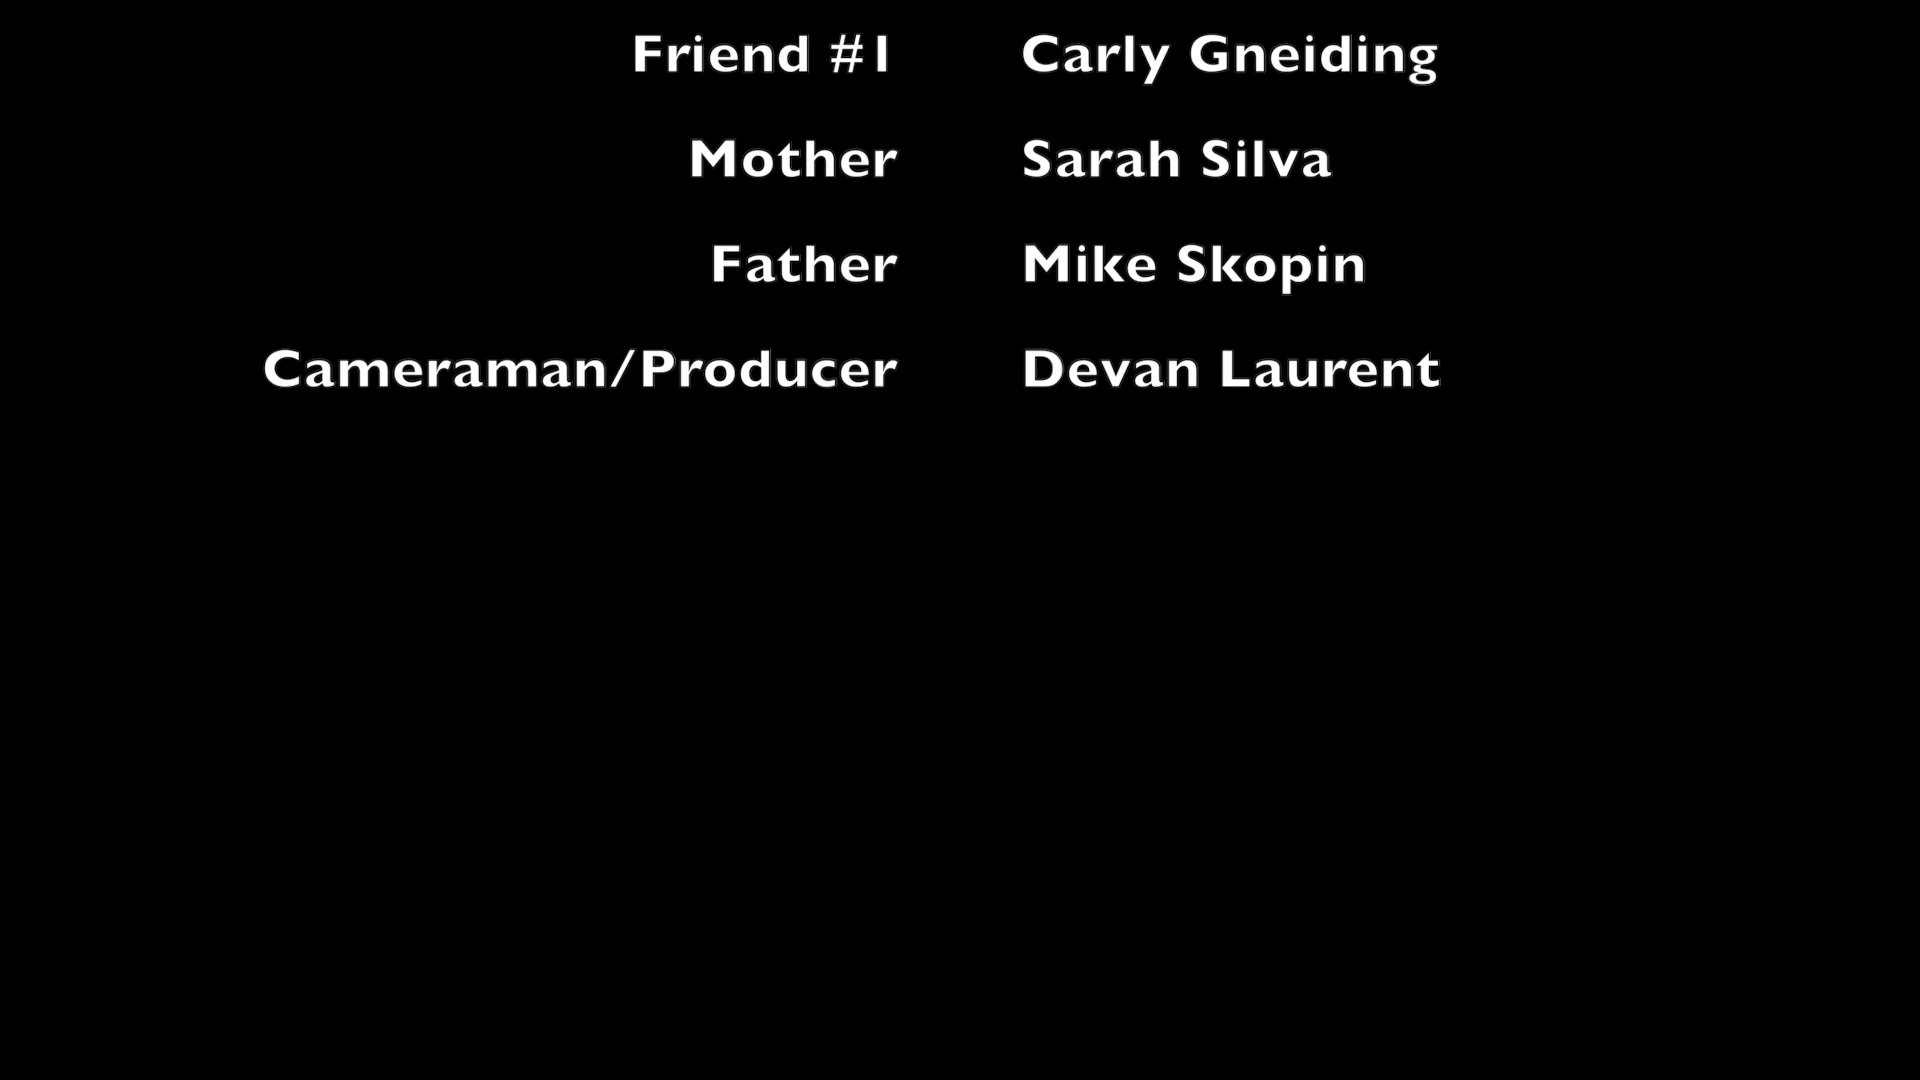 Friend #1 Carly Gneiding
Mother Sarah Silva
Father Mike Skopin
Cameraman/Producer Devan Laurent